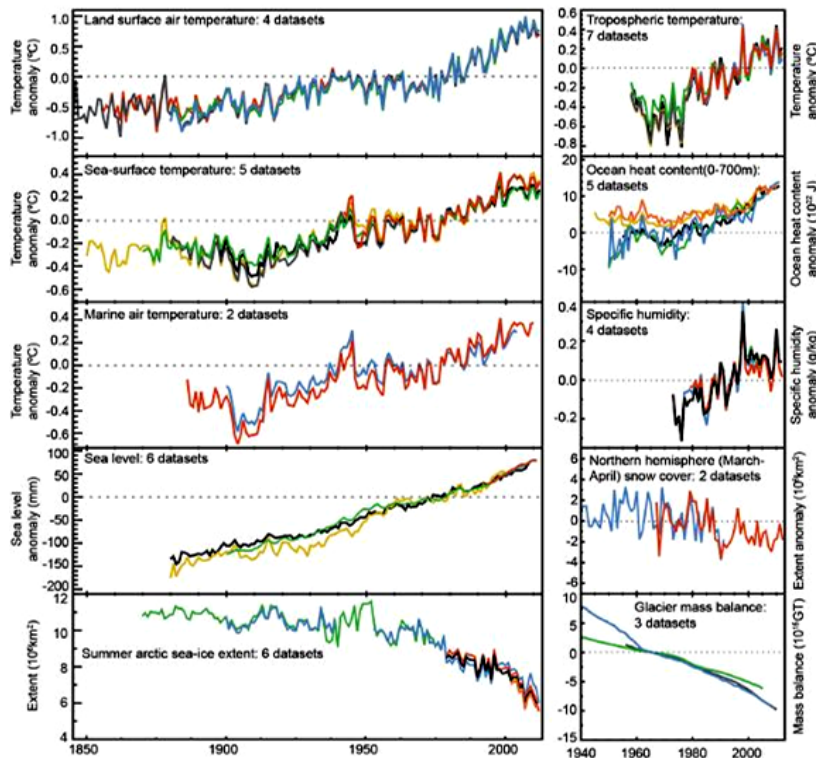 Land surface air temperature: 4 datasets
1.0
0.5
0.0
-0.5
-1.0
Temperature
anomaly (ºC)
Sea-surface temperature: 5 datasets
0.4
0.2
0.0
-0.2
-0.4
-0.6
Temperature
anomaly (ºC)
Marine air temperature: 2 datasets
0.4
0.2
0.0
-0.2
-0.4
-0.6
Temperature
anomaly (ºC)
Sea level: 6 datasets
100
50
0
-50
-100
-150
-200
Sea level
anomaly (mm)
Summer arctic sea-ice extent: 6 datasets
12
10
8
6
4
Extent (10⁶km²)
1850
1900
1950
2000
Tropospheric temperature:
7 datasets
0.6
0.4
0.2
0.0
-0.2
-0.4
-0.6
-0.8
Temperature
anomaly (ºC)
Ocean heat content(0-700m):
5 datasets
20
10
0
-10
Ocean heat content
anomaly (10²² J)
Specific humidity:
4 datasets
0.4
0.2
0.0
-0.2
Specific humidity
anomaly (g/kg)
Northern hemisphere (March-
April) snow cover: 2 datasets
6
4
2
0
-2
-4
-6
Extent anomaly (10⁶km²)
Glacier mass balance:
3 datasets
10
5
0
-5
-10
-15
Mass balance (10¹⁵GT)
1940
1960
1980
2000